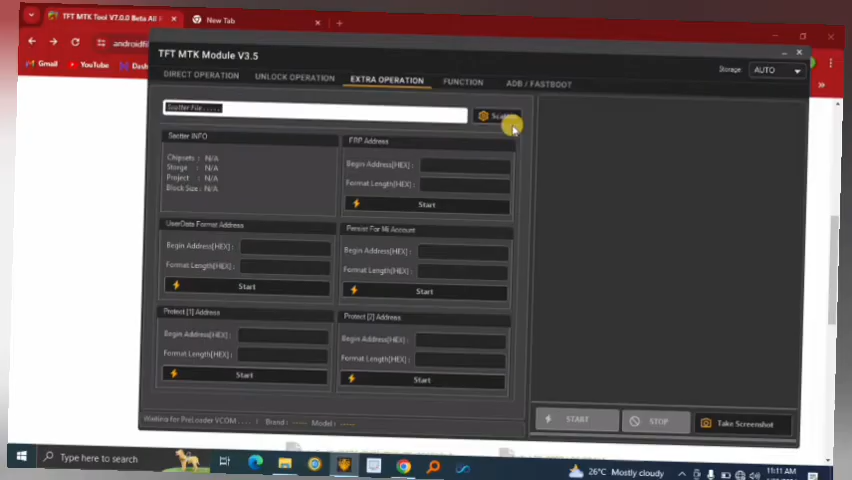 TFT MTK Tool V7.0.0 Beta All
New Tab
Gmail
YouTube
TFT MTK Module V3.5
DIRECT OPERATION
UNLOCK OPERATION
EXTRA OPERATION
FUNCTION
ADB / FASTBOOT
Storage:
AUTO
Scatter File . . . . .
Scatter INFO
Chipsets : N/A
Storge : N/A
Project : N/A
Block Size : N/A
FRP Address
Begin Address[HEX] :
Format Length[HEX] :
Start
UserData Format Address
Begin Address[HEX] :
Format Length[HEX] :
Start
Persist For Mi Account
Begin Address[HEX] :
Format Length[HEX] :
Start
Protect [1] Address
Begin Address[HEX] :
Format Length[HEX] :
Start
Protect [2] Address
Begin Address[HEX] :
Format Length[HEX] :
Start
Waiting for PreLoader VCOM . . . . | Brand : ----- Model : -----
START
STOP
Take Screenshot
Type here to search
26°C Mostly cloudy
11:11 AM